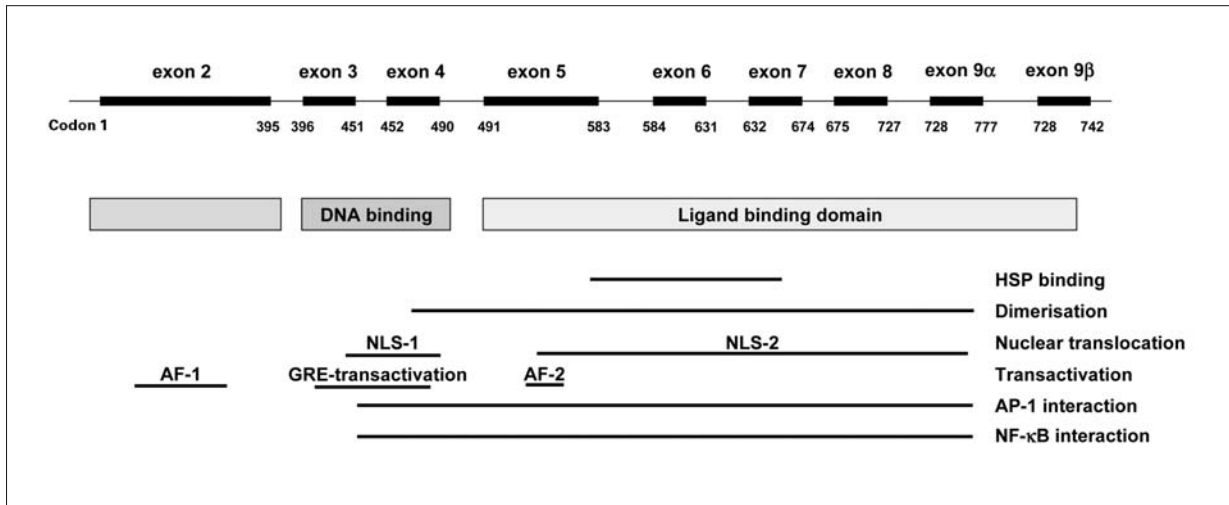 exon 2 exon 3 exon 4 exon 5 exon 6 exon 7 exon 8 exon 9α exon 9β
Codon 1 395 396 451 452 490 491 583 584 631 632 674 675 727 728 777 728 742
DNA binding Ligand binding domain
HSP binding
Dimerisation
NLS-1 NLS-2 Nuclear translocation
AF-1 GRE-transactivation AF-2 Transactivation
AP-1 interaction
NF-κB interaction